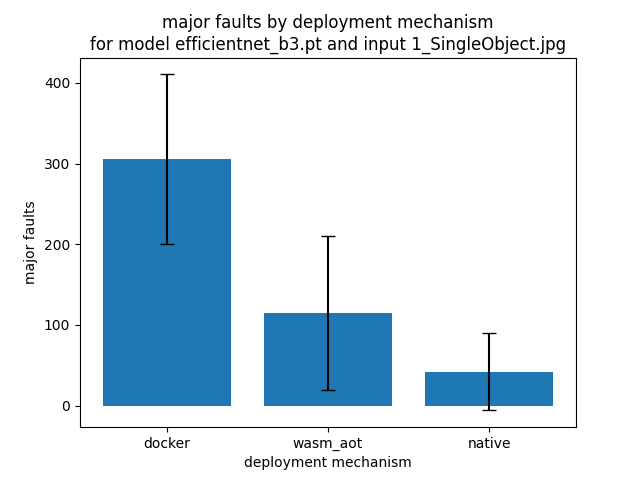 major faults by deployment mechanism
for model efficientnet_b3.pt and input 1_SingleObject.jpg
400
300
200
100
0
major faults
docker
wasm_aot
native
deployment mechanism